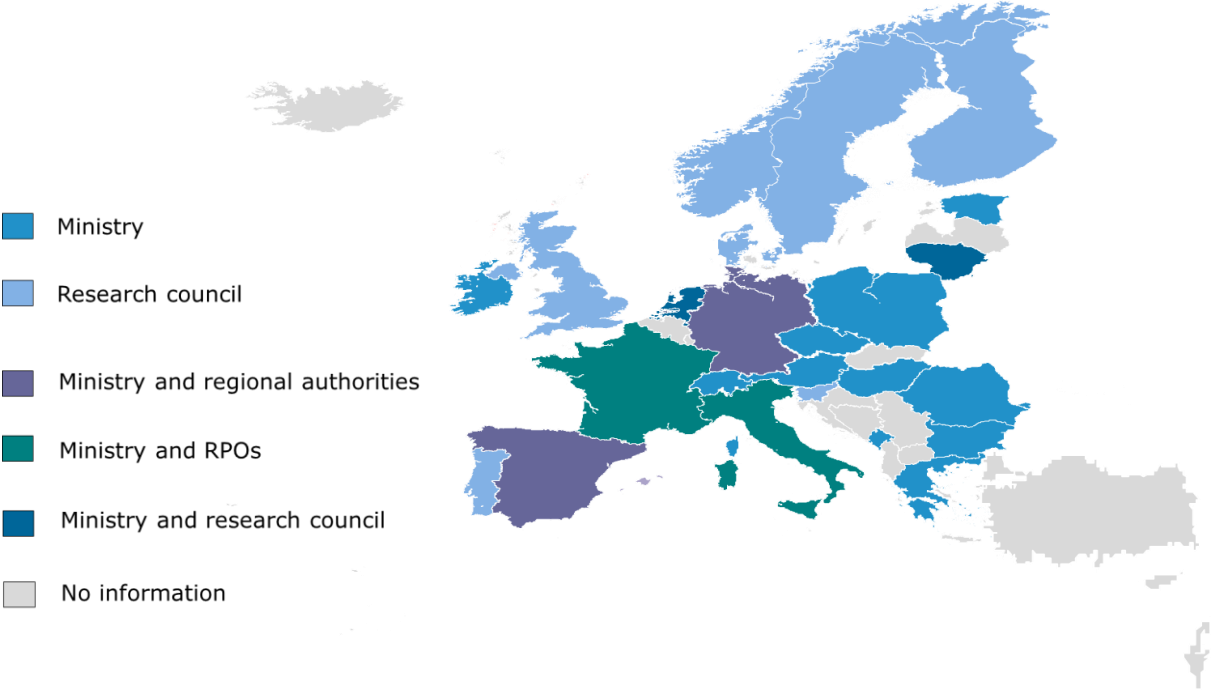 Ministry
Research council
Ministry and regional authorities
Ministry and RPOs
Ministry and research council
No information